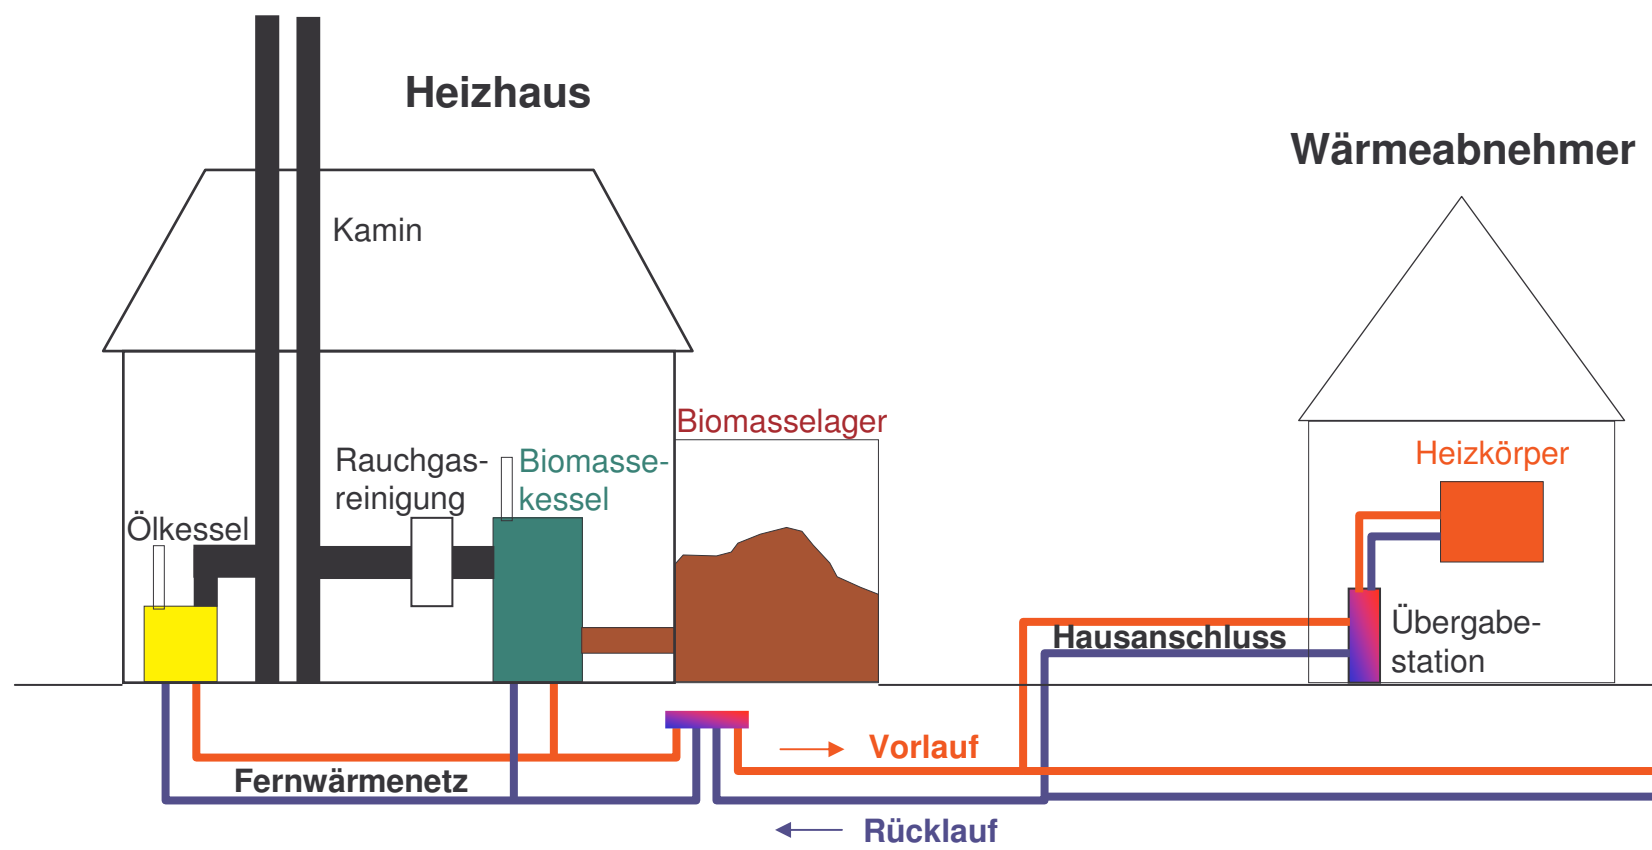 Heizhaus
Wärmeabnehmer
Kamin
Biomasselager
Rauchgas-
reinigung
Biomasse-
kessel
Ölkessel
Heizkörper
Übergabe-
station
Hausanschluss
Vorlauf
Fernwärmenetz
Rücklauf